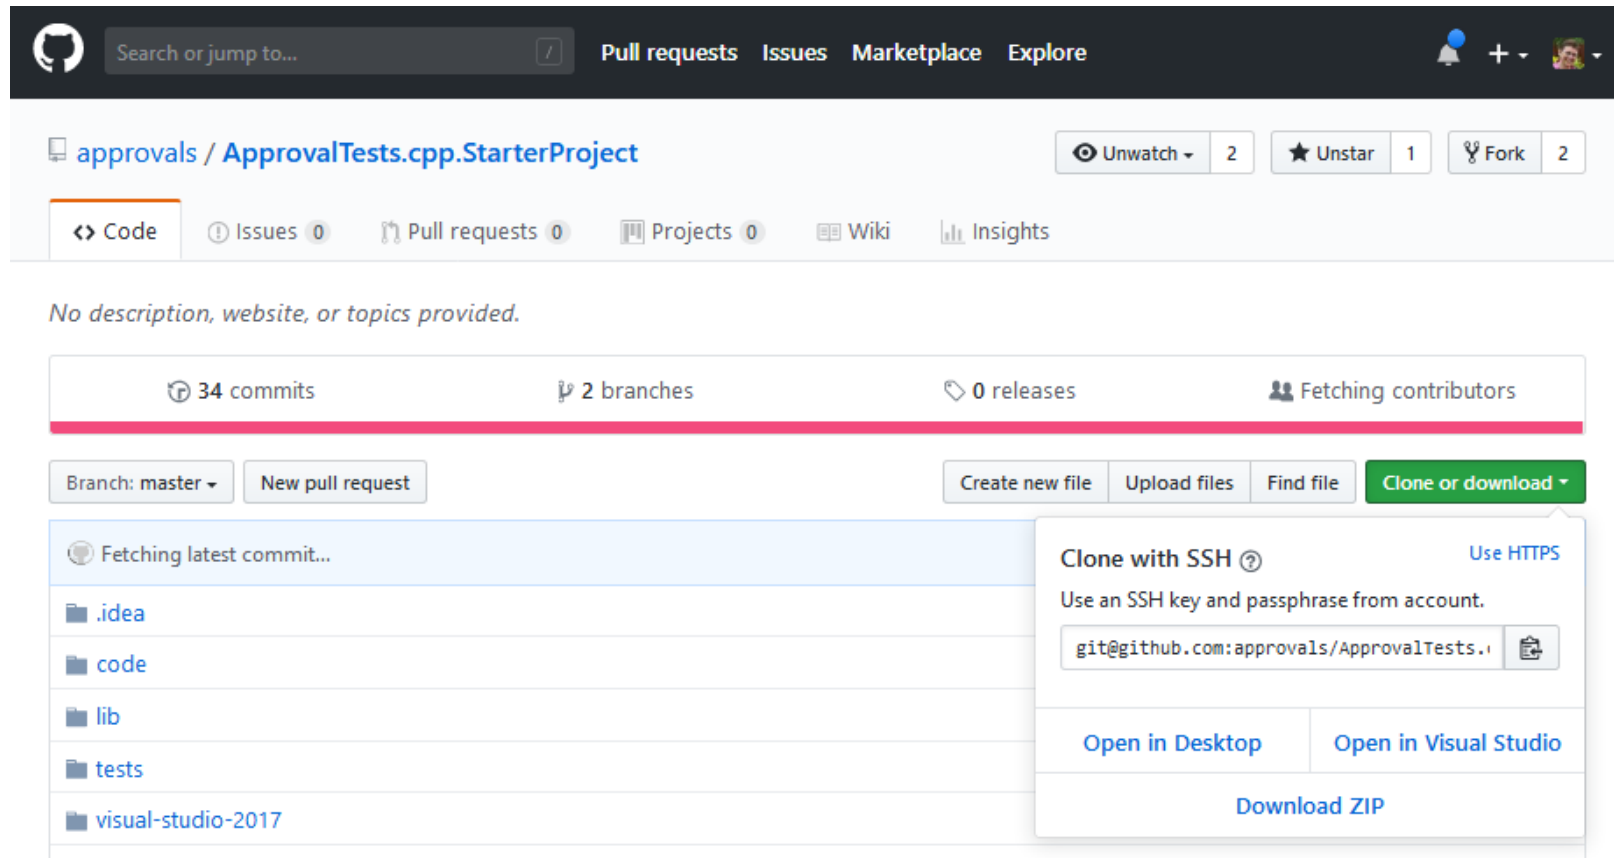 Search or jump to... / Pull requests Issues Marketplace Explore
approvals / ApprovalTests.cpp.StarterProject Unwatch 2 Unstar 1 Fork 2
Code Issues 0 Pull requests 0 Projects 0 Wiki Insights
No description, website, or topics provided.
34 commits 2 branches 0 releases Fetching contributors
Branch: master New pull request Create new file Upload files Find file Clone or download
Fetching latest commit...
.idea
code
lib
tests
visual-studio-2017
Clone with SSH ? Use HTTPS
Use an SSH key and passphrase from account.
git@github.com:approvals/ApprovalTests.
Open in Desktop Open in Visual Studio
Download ZIP